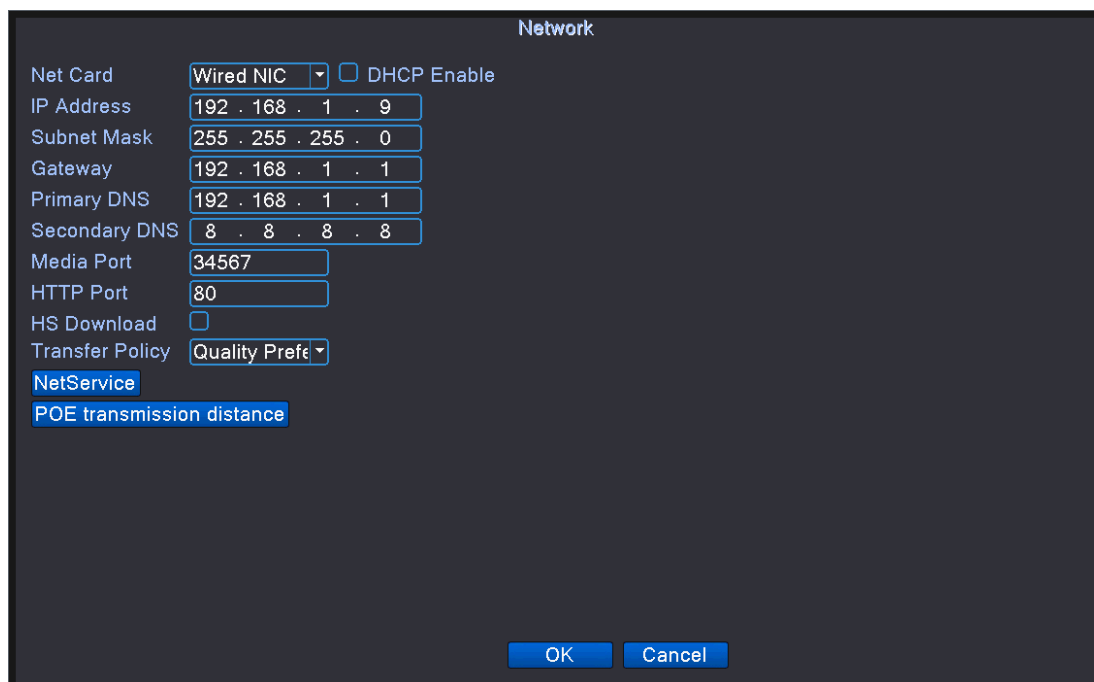 Network
Net Card Wired NIC DHCP Enable
IP Address 192 . 168 . 1 . 9
Subnet Mask 255 . 255 . 255 . 0
Gateway 192 . 168 . 1 . 1
Primary DNS 192 . 168 . 1 . 1
Secondary DNS 8 . 8 . 8 . 8
Media Port 34567
HTTP Port 80
HS Download
Transfer Policy Quality Prefe
NetService
POE transmission distance
OK Cancel